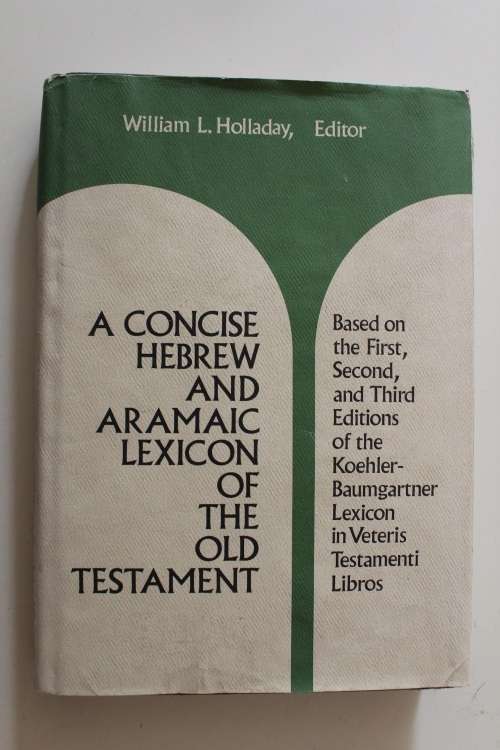 William L. Holladay, Editor
A CONCISE
HEBREW
AND
ARAMAIC
LEXICON
OF
THE
OLD
TESTAMENT
Based on
the First,
Second,
and Third
Editions
of the
Koehler-
Baumgartner
Lexicon
in Veteris
Testamenti
Libros